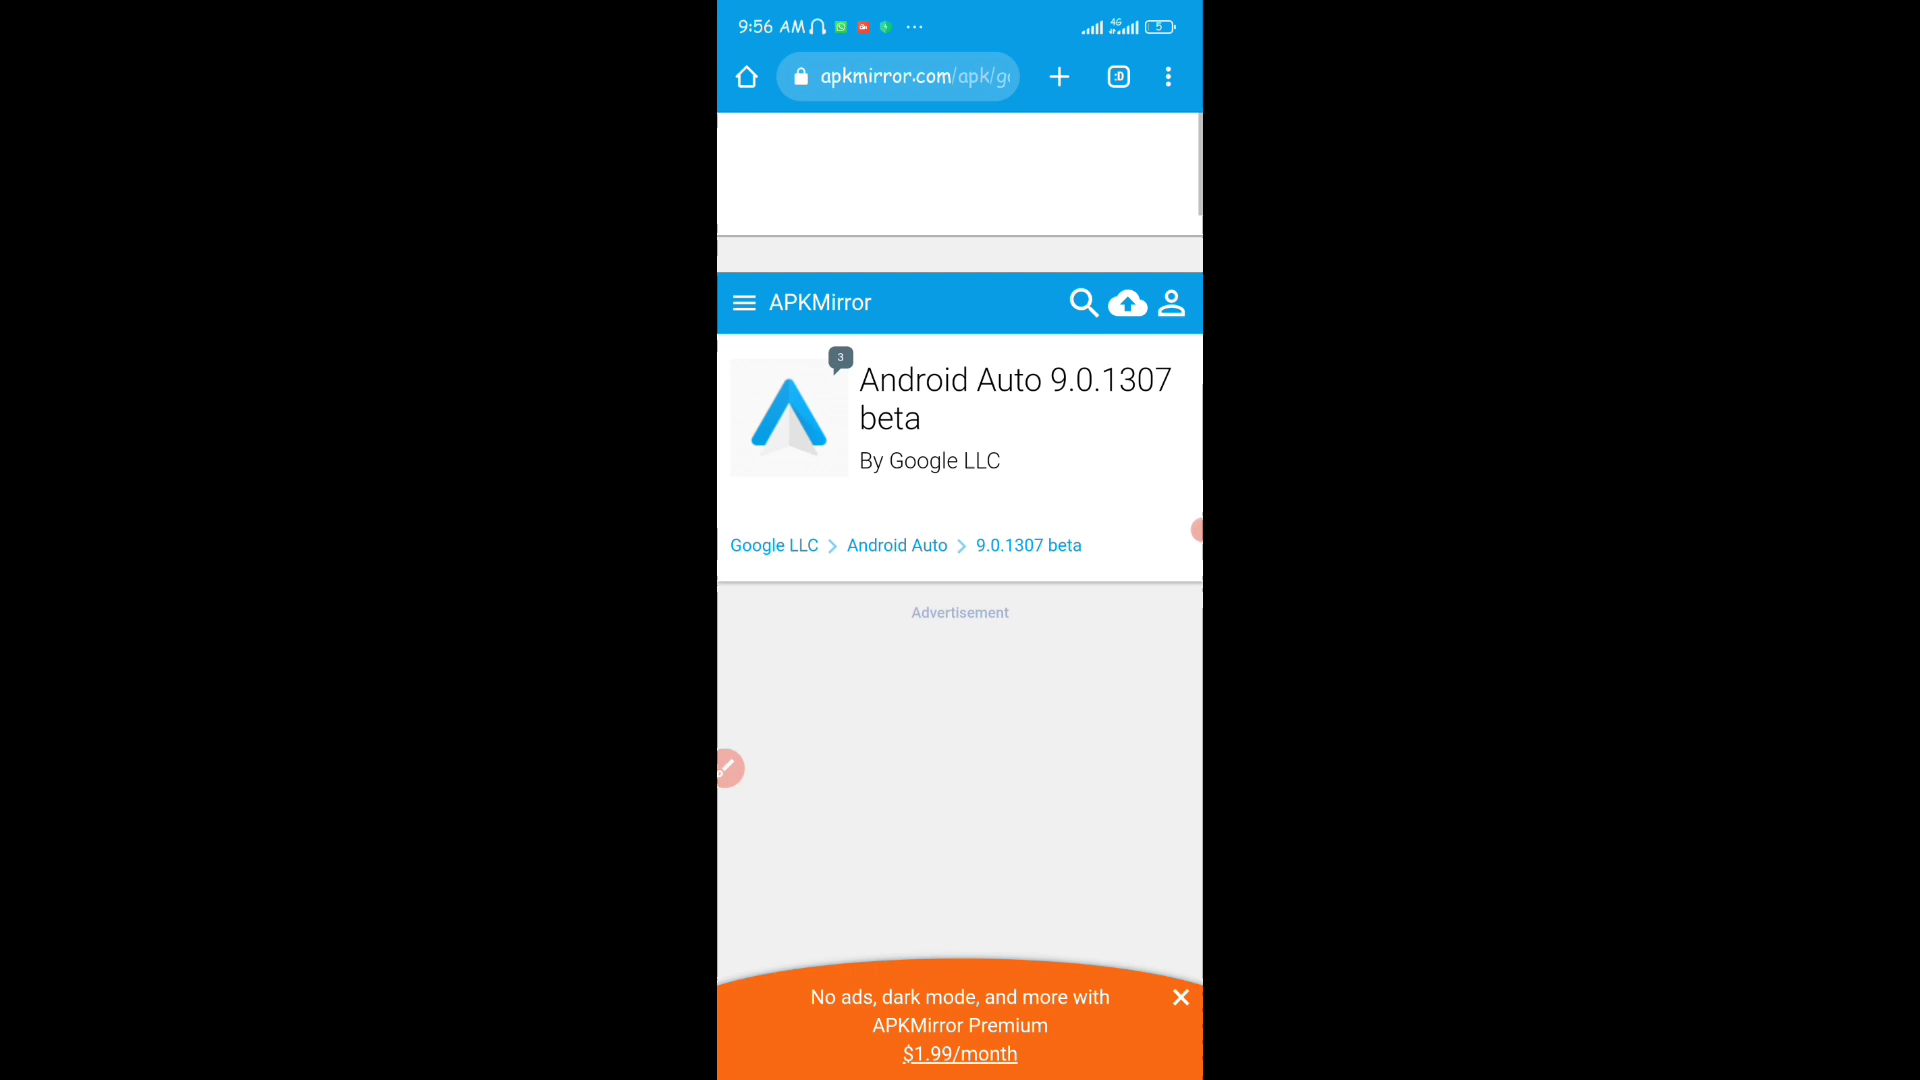 9:56 AM
4G
5
apkmirror.com/apk/g
:D
APKMirror
3
Android Auto 9.0.1307
beta
By Google LLC
Google LLC
Android Auto
9.0.1307 beta
Advertisement
No ads, dark mode, and more with
APKMirror Premium
$1.99/month